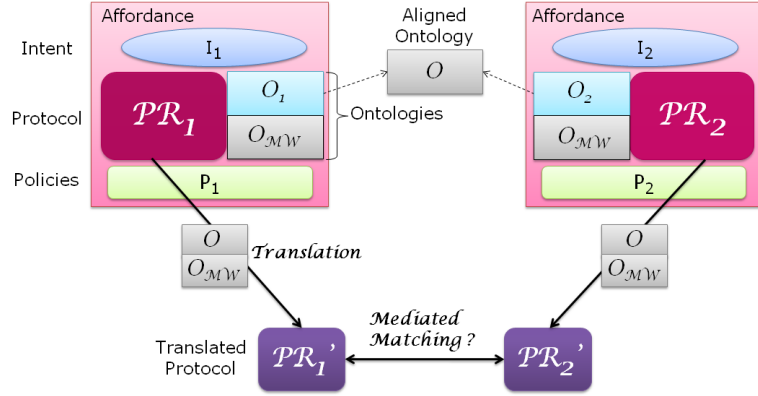 Affordance
Aligned
Ontology
Affordance
Intent
I1
O
I2
Protocol
PR1
O1
OMW
Ontologies
O2
OMW
PR2
Policies
P1
P2
O
OMW
Translation
O
OMW
Translated
Protocol
PR1’
Mediated
Matching?
PR2’